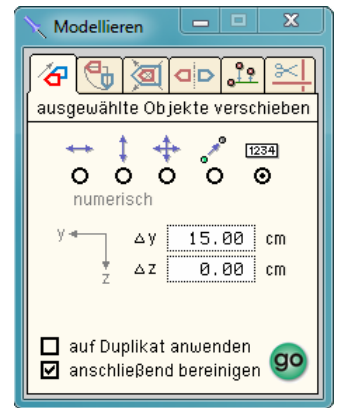 Modellieren
ausgewählte Objekte verschieben
1234
numerisch
y
z
Δy 15.00 cm
Δz 0.00 cm
auf Duplikat anwenden
anschließend bereinigen
go